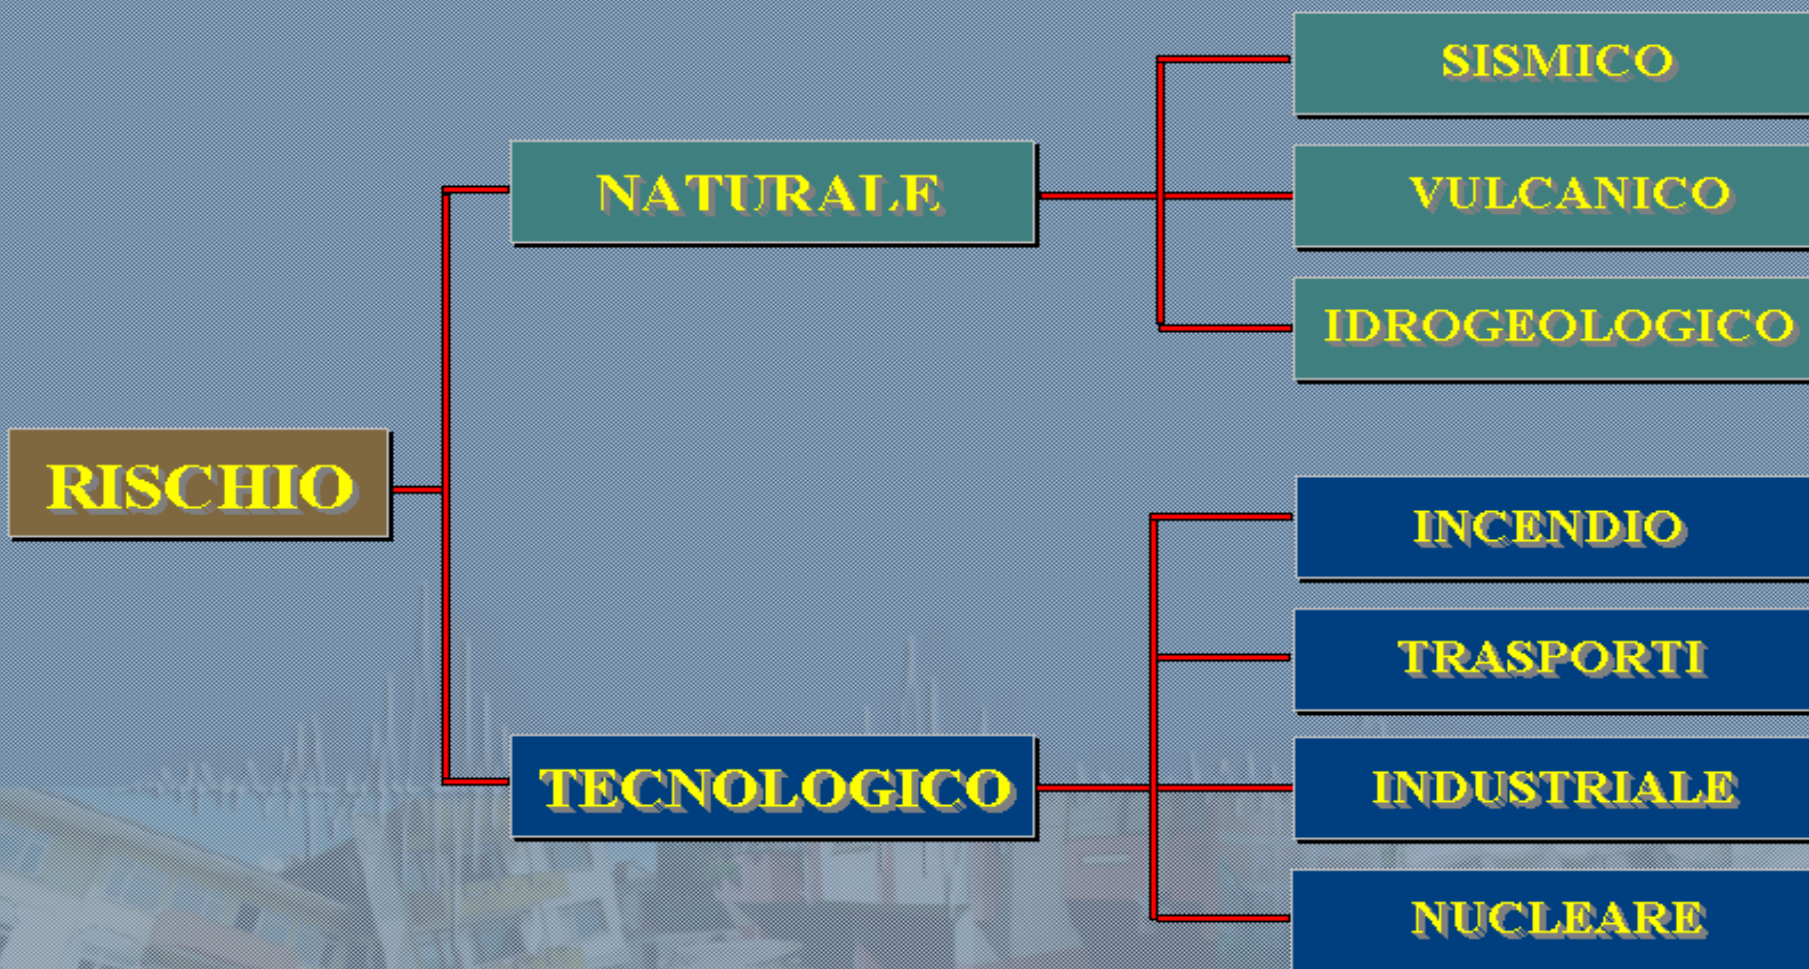 RISCHIO
NATURALE
SISMICO
VULCANICO
IDROGEOLOGICO
TECNOLOGICO
INCENDIO
TRASPORTI
INDUSTRIALE
NUCLEARE